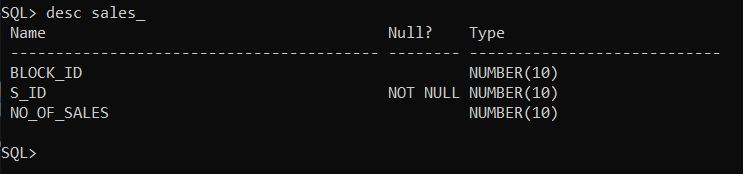 SQL> desc sales_
Name                                      Null?    Type
----------------------------------------- -------- ----------------------------
BLOCK_ID                                           NUMBER(10)
S_ID                                      NOT NULL NUMBER(10)
NO_OF_SALES                                        NUMBER(10)
SQL>